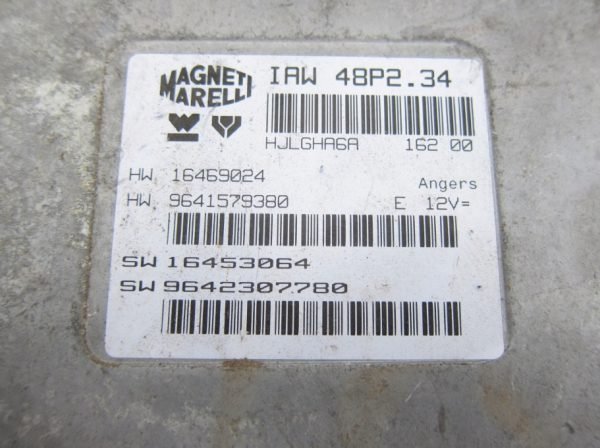 MAGNETI
MARELLI
IAW 48P2.34
HJLGHA6A 162 00
HW 16469024
Angers
HW 9641579380 E 12V=
SW 16453064
SW 9642307780